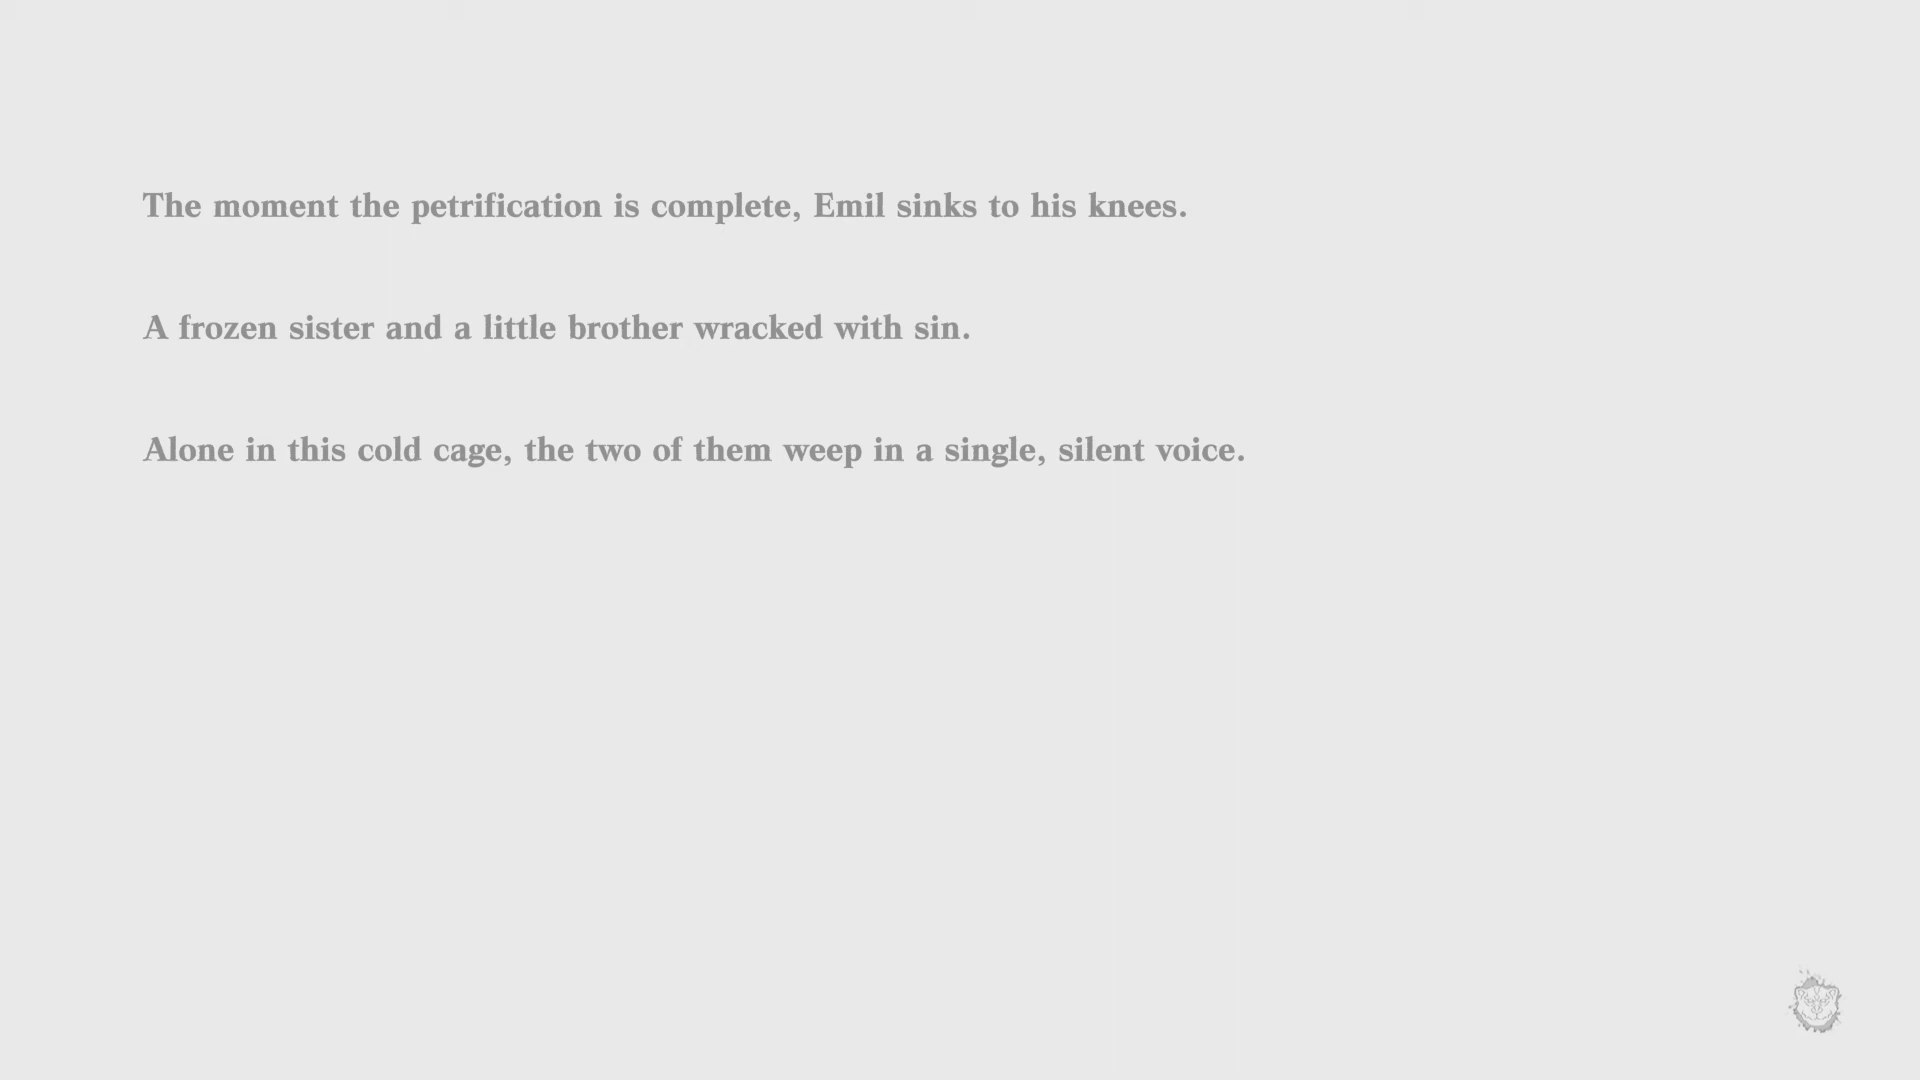 The moment the petrification is complete, Emil sinks to his knees.
A frozen sister and a little brother wracked with sin.
Alone in this cold cage, the two of them weep in a single, silent voice.